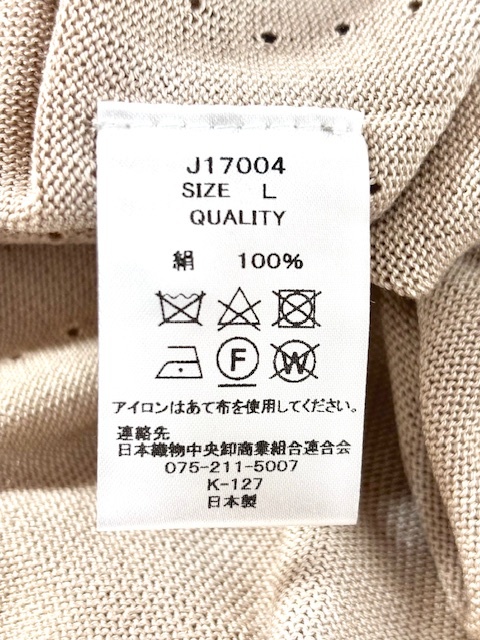 J17004
SIZE L
QUALITY
絹 100%
F W
アイロンはあて布を使用してください。
連絡先
日本織物中央卸商業組合連合会
075-211-5007
K-127
日本製